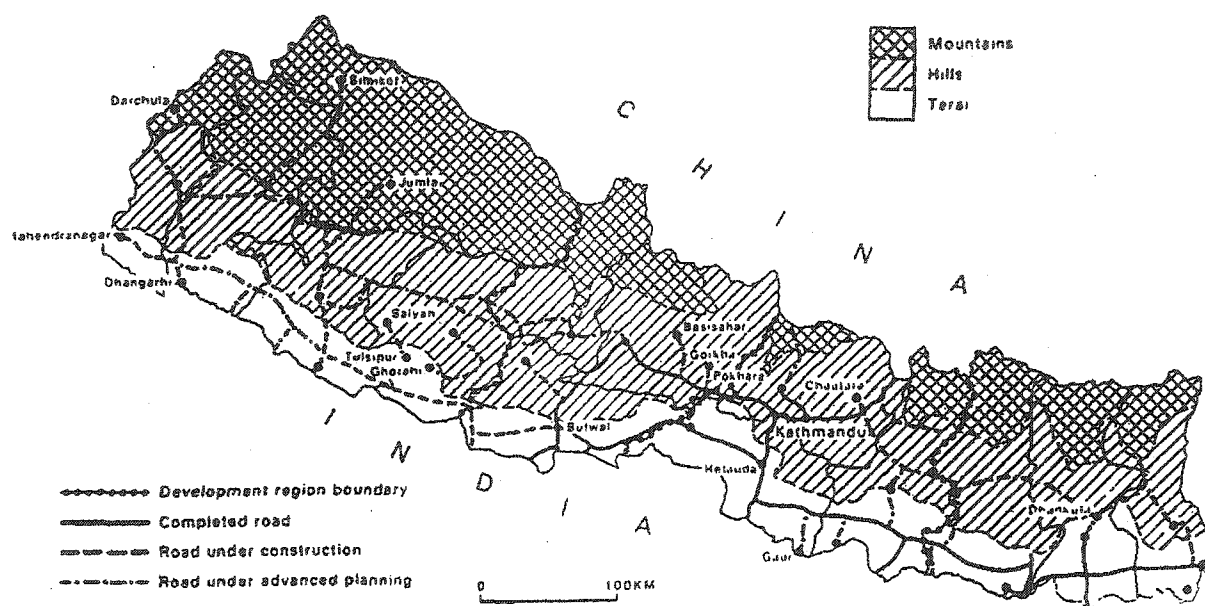 Mountains
Hills
Terai
C
H
I
N
A
Simikot
Darchula
Jumla
Mahendranagar
Dhangarhi
Salyan
Tulsipur
Ghorahi
Basisahar
Gorkha
Pokhara
Chautara
Butwal
Kathmandu
Hetauda
Dhankuta
Gaur
I
N
D
I
A
Development region boundary
Completed road
Road under construction
Road under advanced planning
0 100KM